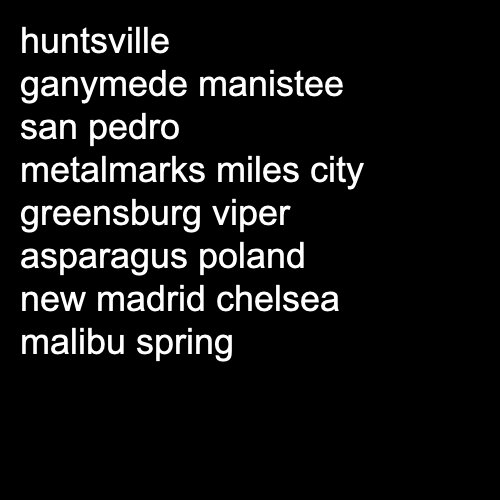 huntsville
ganymede manistee
san pedro
metalmarks miles city
greensburg viper
asparagus poland
new madrid chelsea
malibu spring